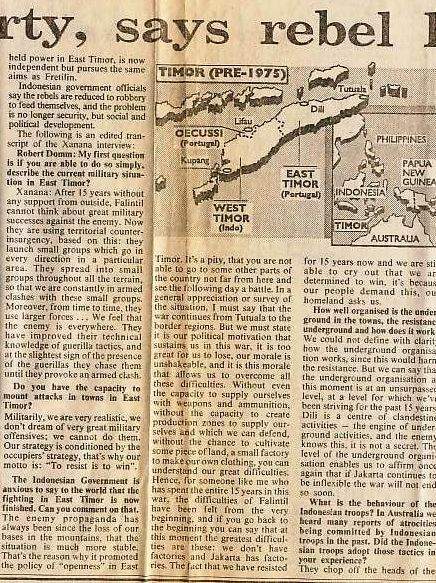 rty, says rebel
held power in East Timor, is now
independent but pursues the same
aims as Fretilin.
Indonesian government officials
say the rebels are reduced to robbery
to feed themselves, and the problem
is no longer security, but social and
political development.
The following is an edited tran-
script of the Xanana interview:
Robert Domm: My first question
is if you are able to do so simply,
describe the current military situa-
tion in East Timor?
Xanana: After 15 years without
any support from outside, Falintil
cannot think about great military
successes against the enemy. Now
they are using territorial counter-
insurgency, based on this: they
launch small groups which go in
every direction in a particular
area. They spread into small
groups throughout all the terrain,
so that we are constantly in armed
clashes with these small groups.
Moreover, from time to time, they
use larger forces . . . We feel that
the enemy is everywhere. They
have improved their technical
knowledge of guerilla tactics, and
at the slightest sign of the presence
of the guerillas they chase them
until they provoke an armed clash.
Do you have the capacity to
mount attacks in towns in East
Timor?
Militarily, we are very realistic, we
don't dream of very great military
offensives; we cannot do them.
Our strategy is conditioned by the
occupiers strategy, that's why our
motto is: "To resist is to win".
The Indonesian Government is
anxious to say to the world that the
fighting in East Timor is now
finished. Can you comment on that.
The enemy propaganda has
always been since the loss of our
bases in the mountains, that the
situation is much more stable.
That's the reason why it promoted
the policy of "openness" in East
TIMOR (PRE-1975)
Tutuala
Dili
Lifau
OECUSSI
(Portugal)
Kupang
EAST
TIMOR
(Portugal)
WEST
TIMOR
(Indo)
PHILIPPINES
PAPUA
NEW
GUINEA
INDONESIA
TIMOR
AUSTRALIA
Timor. It's a pity, that you are not
able to go to some other parts of
the country not far from here and
see the following day a battle. In a
general appreciation or survey of
the situation, I must say that the
war continues from Tutuala to the
border regions. But we must state
it is our political motivation that
sustains us in this war, it is too
great for us to lose, our morale is
unshakeable, and it is this morale
that allows us to overcome all
these difficulties. Without even
the capacity to supply ourselves
with weapons and ammunition,
without the capacity to create
production zones to supply our-
selves and which we can defend,
without the chance to cultivate
some piece of land, a small factory
to make our own clothing, you can
understand our great difficulties.
Hence, for someone like me who
has spent the entire 15 years in this
war, the difficulties of Falintil
have been felt from the very
beginning, and if you go back to
the beginning you can say that at
this moment the greatest difficul-
ties are these: we don't have
factories and Jakarta has facto-
ries. The fact that we have resisted
for 15 years now and we are sti
able to cry out that we ar
determined to win, it's becaus
our people demand this, ou
homeland asks us.
How well organised is the under
ground in the towns, the resistanc
underground and how does it work
We could not define with clarity
how the underground organisa-
tion works, since this would harm
the resistance. But we can say that
the underground organisation a
this moment is at an unsurpassed
level, at a level for which we've
been striving for the past 15 years
Dili is a centre of clandestine
activities – the engine of under-
ground activities, and the enemy
knows this, it is not a secret. The
level of the underground organi-
sation enables us to affirm once
again that if Jakarta continues to
be inflexible the war will not end
so soon.
What is the behaviour of the
Indonesian troops? In Australia we
heard many reports of atrocities
being committed by Indonesian
troops in the past. Did the Indone-
sian troops adopt those tactics in
your experience?
They chop off the heads of the